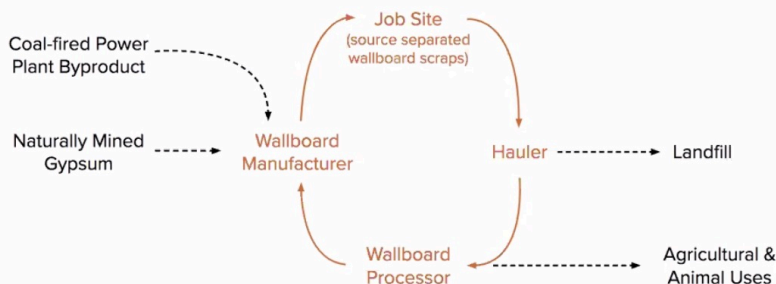 Job Site
(source separated
wallboard scraps)
Coal-fired Power
Plant Byproduct
Naturally Mined
Gypsum
Wallboard
Manufacturer
Hauler
Landfill
Wallboard
Processor
Agricultural &
Animal Uses